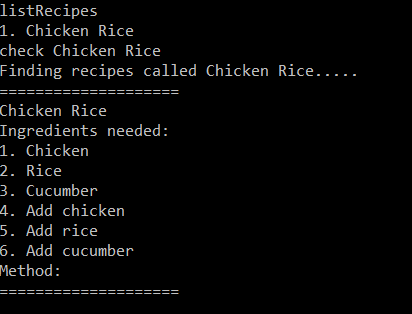 listRecipes
1. Chicken Rice
check Chicken Rice
Finding recipes called Chicken Rice.....
====================
Chicken Rice
Ingredients needed:
1. Chicken
2. Rice
3. Cucumber
4. Add chicken
5. Add rice
6. Add cucumber
Method:
====================